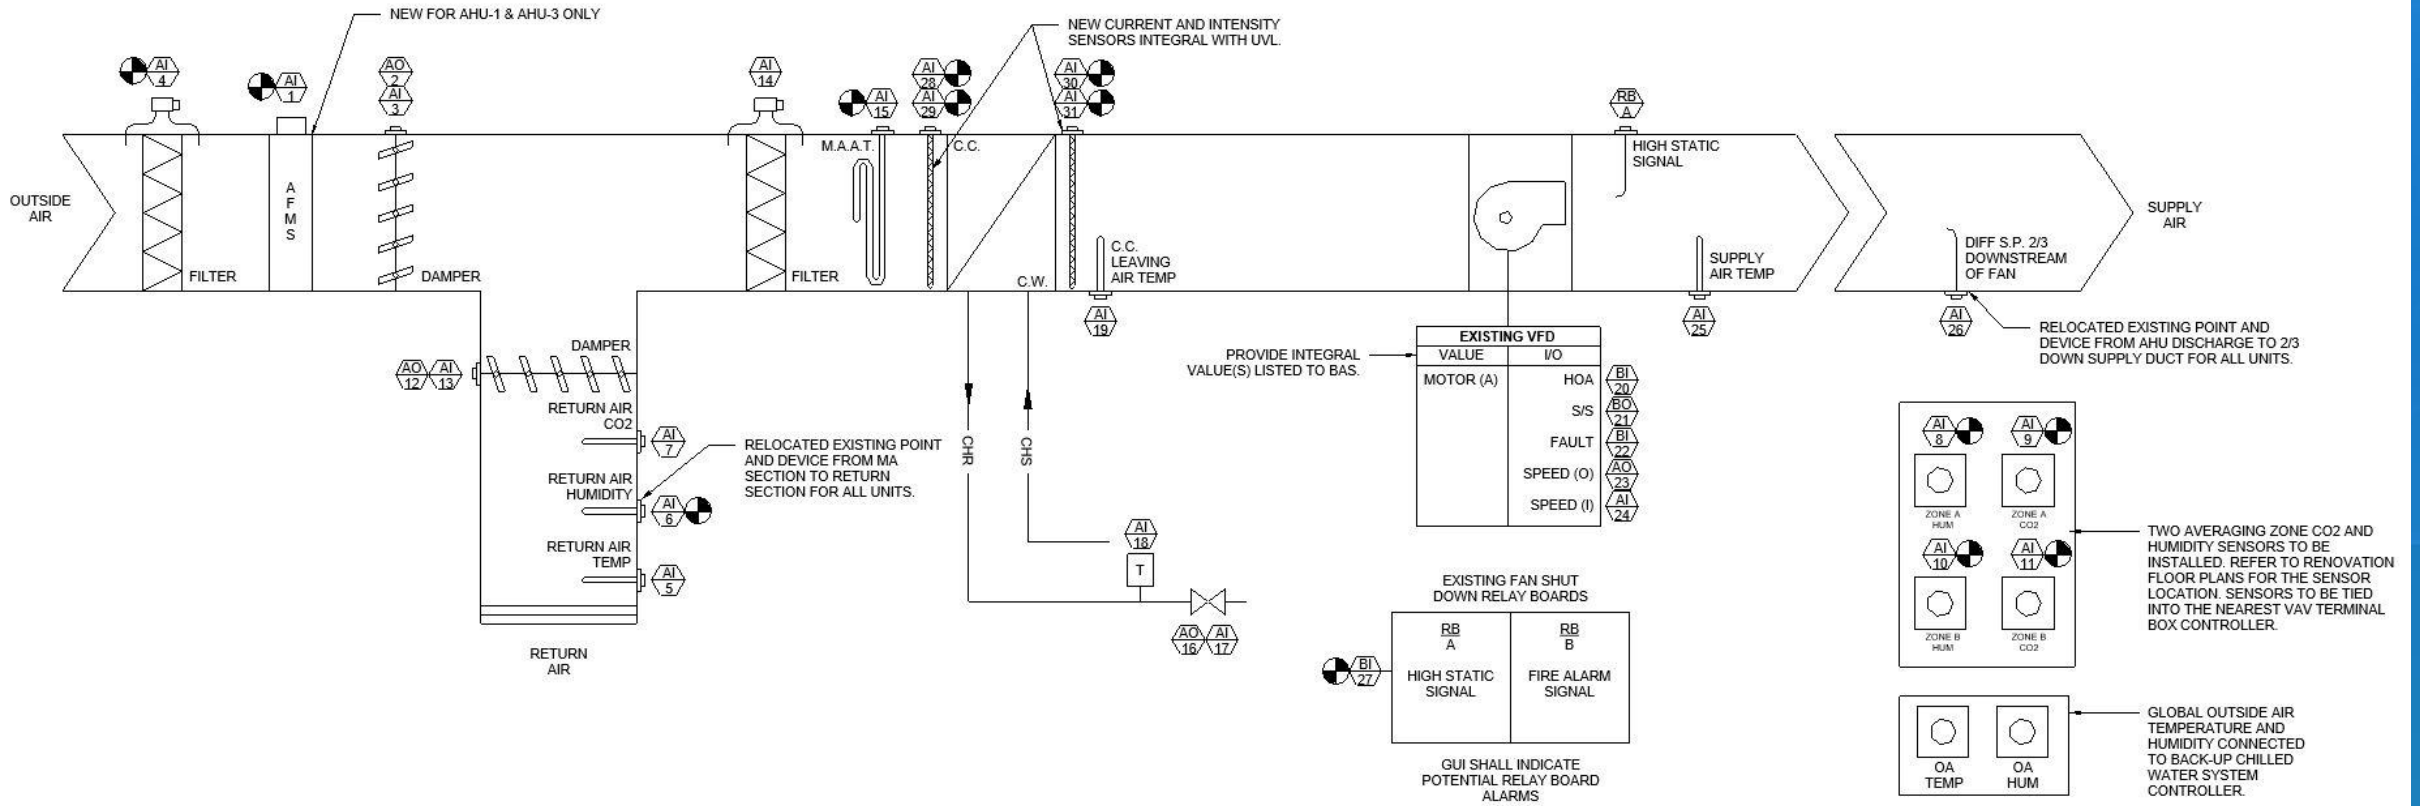 NEW FOR AHU-1 & AHU-3 ONLY
NEW CURRENT AND INTENSITY
SENSORS INTEGRAL WITH UVL.
AI
4
AI
1
AO
2
AI
3
AI
14
AI
15
AI
28
AI
29
AI
30
AI
31
RB
A
OUTSIDE
AIR
FILTER
A
F
M
S
DAMPER
FILTER
M.A.A.T.
C.C.
C.W.
C.C.
LEAVING
AIR TEMP
AI
19
HIGH STATIC
SIGNAL
SUPPLY
AIR TEMP
AI
25
DIFF S.P. 2/3
DOWNSTREAM
OF FAN
AI
26
SUPPLY
AIR
RELOCATED EXISTING POINT AND
DEVICE FROM AHU DISCHARGE TO 2/3
DOWN SUPPLY DUCT FOR ALL UNITS.
DAMPER
AO
12
AI
13
RETURN AIR
CO2
AI
7
RETURN AIR
HUMIDITY
AI
6
RETURN AIR
TEMP
AI
5
RETURN
AIR
RELOCATED EXISTING POINT
AND DEVICE FROM MA
SECTION TO RETURN
SECTION FOR ALL UNITS.
CHR
CHS
AI
18
T
AO
16
AI
17
PROVIDE INTEGRAL
VALUE(S) LISTED TO BAS.
EXISTING VFD
VALUE I/O
MOTOR (A) HOA
BI
20
S/S
BO
21
FAULT
BI
22
SPEED (O)
AO
23
SPEED (I)
AI
24
EXISTING FAN SHUT
DOWN RELAY BOARDS
BI
27
RB
A
HIGH STATIC
SIGNAL
RB
B
FIRE ALARM
SIGNAL
GUI SHALL INDICATE
POTENTIAL RELAY BOARD
ALARMS
AI
8
AI
9
ZONE A
HUM
ZONE A
CO2
AI
10
AI
11
ZONE B
HUM
ZONE B
CO2
TWO AVERAGING ZONE CO2 AND
HUMIDITY SENSORS TO BE
INSTALLED. REFER TO RENOVATION
FLOOR PLANS FOR THE SENSOR
LOCATION. SENSORS TO BE TIED
INTO THE NEAREST VAV TERMINAL
BOX CONTROLLER.
OA
TEMP
OA
HUM
GLOBAL OUTSIDE AIR
TEMPERATURE AND
HUMIDITY CONNECTED
TO BACK-UP CHILLED
WATER SYSTEM
CONTROLLER.